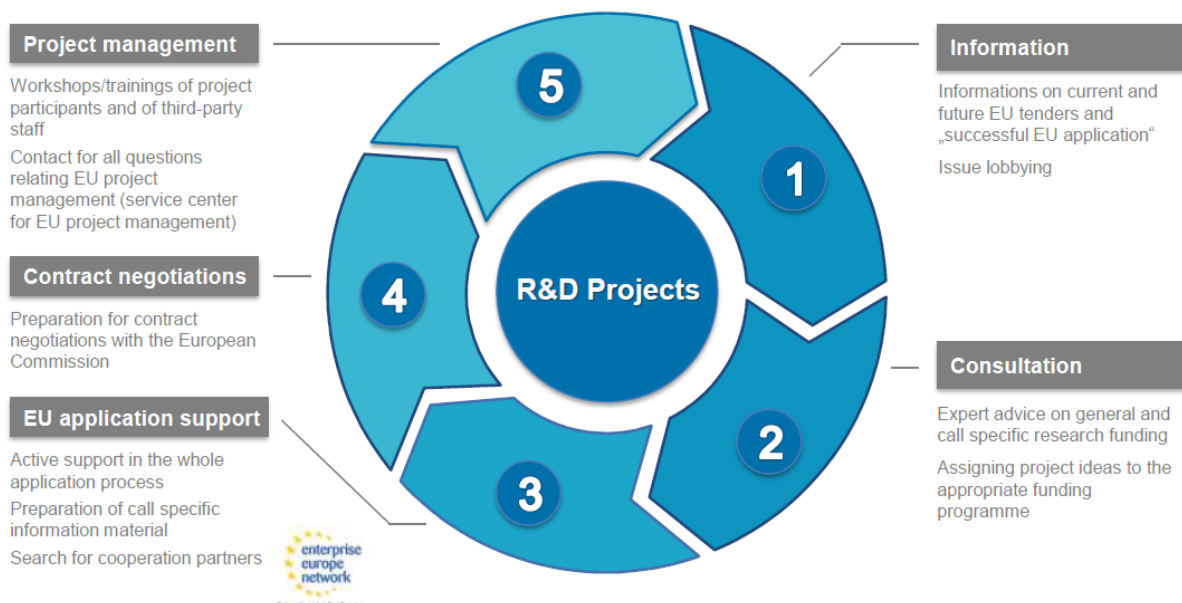 Project management
Workshops/trainings of project
participants and of third-party
staff
Contact for all questions
relating EU project
management (service center
for EU project management)
Contract negotiations
Preparation for contract
negotiations with the European
Commission
EU application support
Active support in the whole
application process
Preparation of call specific
information material
Search for cooperation partners
enterprise
europe
network
5
1
4
R&D Projects
2
3
Information
Informations on current and
future EU tenders and
„successful EU application“
Issue lobbying
Consultation
Expert advice on general and
call specific research funding
Assigning project ideas to the
appropriate funding
programme